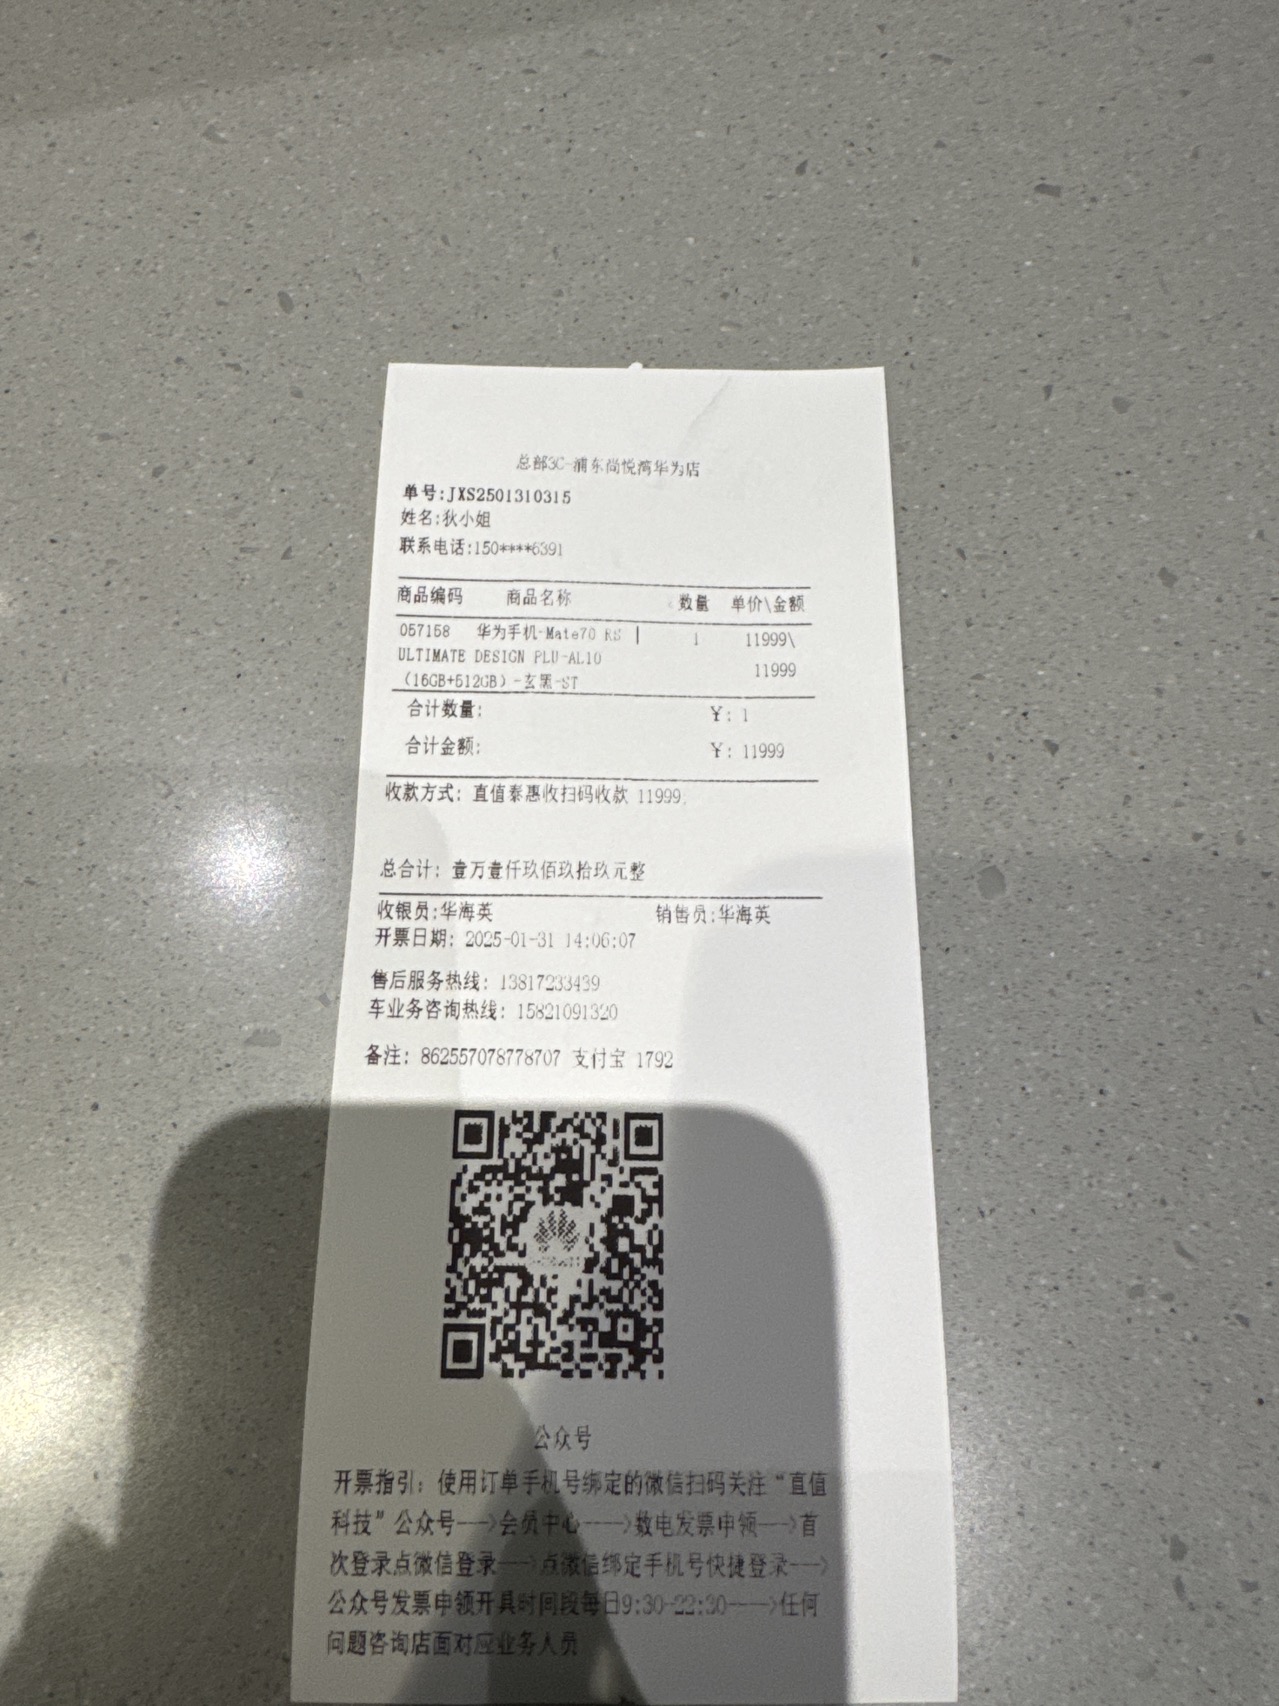 总部3C-浦东尚悦湾华为店
单号:JXS2501310315
姓名:狄小姐
联系电话:150****6391
商品编码 商品名称 数量 单价\金额
057158 华为手机-Mate70 RS | 1 11999\
ULTIMATE DESIGN PLU-AL10 11999
(16GB+512GB)-玄黑-ST
合计数量: ¥: 1
合计金额: ¥: 11999
收款方式: 直值泰惠收扫码收款 11999.
总合计: 壹万壹仟玖佰玖拾玖元整
收银员:华海英 销售员:华海英
开票日期: 2025-01-31 14:06:07
售后服务热线: 13817233439
车业务咨询热线: 15821091320
备注: 862557078778707 支付宝 1792
公众号
开票指引: 使用订单手机号绑定的微信扫码关注“直值
科技”公众号--->会员中心---->数电发票申领--->首
次登录点微信登录--->点微信绑定手机号快捷登录--->
公众号发票申领开具时间段每日9:30-22:30---->任何
问题咨询店面对应业务人员